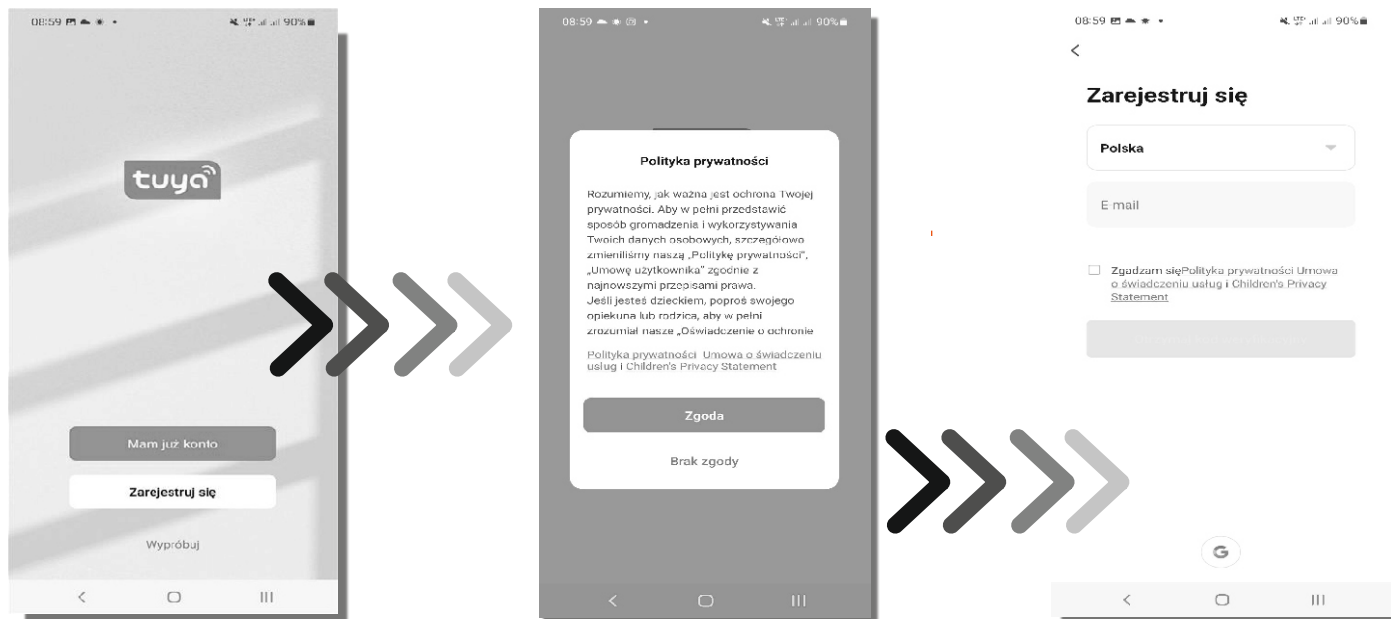 08:59
90%
tuya
Mam już konto
Zarejestruj się
Wypróbuj
08:59
90%
Polityka prywatności
Rozumiemy, jak ważna jest ochrona Twojej
prywatności. Aby w pełni przedstawić
sposób gromadzenia i wykorzystywania
Twoich danych osobowych, szczegółowo
zmieniliśmy naszą „Politykę prywatności”,
„Umowę użytkownika” zgodnie z
najnowszymi przepisami prawa.
Jeśli jesteś dzieckiem, poproś swojego
opiekuna lub rodzica, aby w pełni
zrozumiał nasze „Oświadczenie o ochronie
Polityka prywatności Umowa o świadczeniu
usług i Children's Privacy Statement
Zgoda
Brak zgody
08:59
90%
Zarejestruj się
Polska
E mail
Zgadzam sięPolityka prywatności Umowa
o świadczeniu usług i Children's Privacy
Statement
G